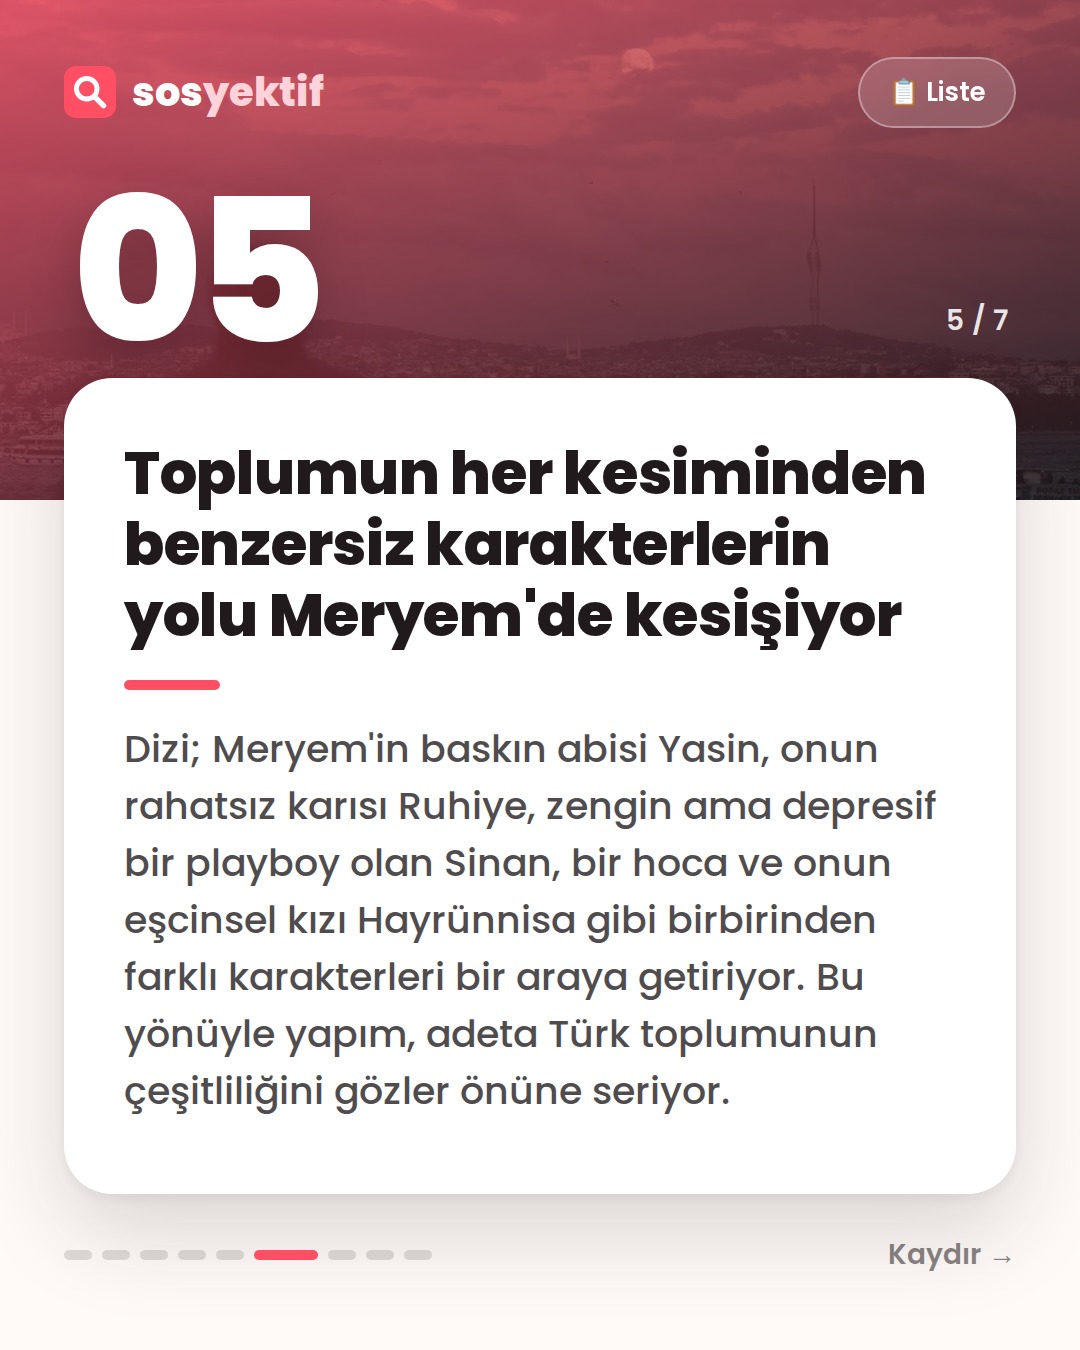 sosyektif
📋 Liste
05
5 / 7
Toplumun her kesiminden
benzersiz karakterlerin
yolu Meryem'de kesişiyor
Dizi; Meryem'in baskın abisi Yasin, onun
rahatsız karısı Ruhiye, zengin ama depresif
bir playboy olan Sinan, bir hoca ve onun
eşcinsel kızı Hayrünnisa gibi birbirinden
farklı karakterleri bir araya getiriyor. Bu
yönüyle yapım, adeta Türk toplumunun
çeşitliliğini gözler önüne seriyor.
Kaydır →